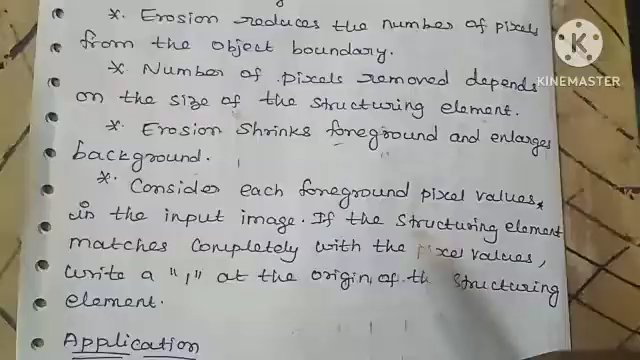 * Erosion reduces the number of pixels
from the object boundary.
* Number of pixels removed depends
on the size of the structuring element.
* Erosion shrinks foreground and enlarges
background.
* Consider each foreground pixel values
in the input image. If the structuring element
matches completely with the pixel values,
write a "1" at the origin of the structuring
element.
Application
KINEMASTER